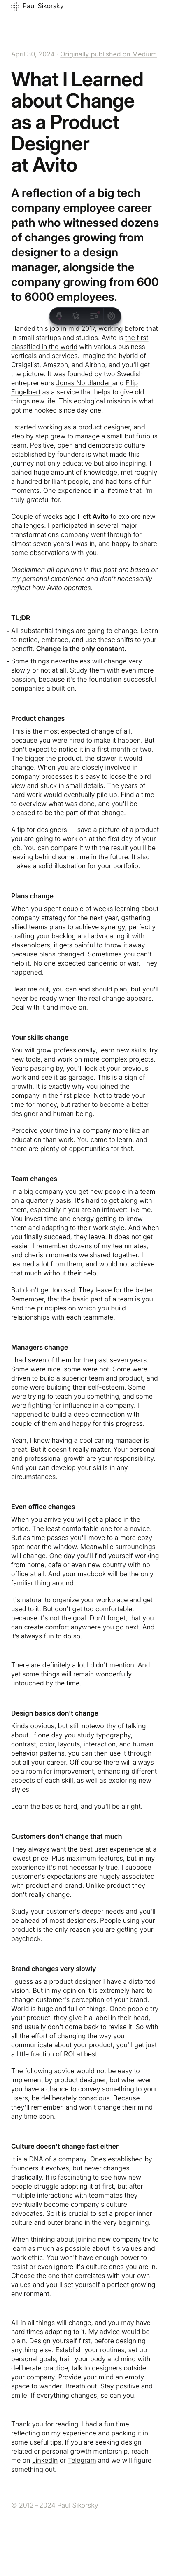 Paul Sikorsky
April 30, 2024 · Originally published on Medium
What I Learned
about Change
as a Product
Designer
at Avito
A reflection of a big tech
company employee career
path who witnessed dozens
of changes growing from
designer to a design
manager, alongside the
company growing from 600
to 6000 employees.
I landed this job in mid 2017, working before that
in small startups and studios. Avito is the first
classified in the world with various business
verticals and services. Imagine the hybrid of
Craigslist, Amazon, and Airbnb, and you'll get
the picture. It was founded by two Swedish
entrepreneurs Jonas Nordlander and Filip
Engelbert as a service that helps to give old
things new life. This ecological mission is what
got me hooked since day one.
I started working as a product designer, and
step by step grew to manage a small but furious
team. Positive, open and democratic culture
established by founders is what made this
journey not only educative but also inspiring. I
gained huge amount of knowledge, met roughly
a hundred brilliant people, and had tons of fun
moments. One experience in a lifetime that I'm
truly grateful for.
Couple of weeks ago I left Avito to explore new
challenges. I participated in several major
transformations company went through for
almost seven years I was in, and happy to share
some observations with you.
Disclaimer: all opinions in this post are based on
my personal experience and don't necessarily
reflect how Avito operates.
TL;DR
• All substantial things are going to change. Learn
to notice, embrace, and use these shifts to your
benefit. Change is the only constant.
• Some things nevertheless will change very
slowly or not at all. Study them with even more
passion, because it's the foundation successful
companies a built on.
Product changes
This is the most expected change of all,
because you were hired to make it happen. But
don't expect to notice it in a first month or two.
The bigger the product, the slower it would
change. When you are closely involved in
company processes it's easy to loose the bird
view and stuck in small details. The years of
hard work would eventually pile up. Find a time
to overview what was done, and you'll be
pleased to be the part of that change.
A tip for designers — save a picture of a product
you are going to work on at the first day of your
job. You can compare it with the result you'll be
leaving behind some time in the future. It also
makes a solid illustration for your portfolio.
Plans change
When you spent couple of weeks learning about
company strategy for the next year, gathering
allied teams plans to achieve synergy, perfectly
crafting your backlog and advocating it with
stakeholders, it get painful to throw it away
because plans changed. Sometimes you can't
help it. No one expected pandemic or war. They
happened.
Hear me out, you can and should plan, but you'll
never be ready when the real change appears.
Deal with it and move on.
Your skills change
You will grow professionally, learn new skills, try
new tools, and work on more complex projects.
Years passing by, you'll look at your previous
work and see it as garbage. This is a sign of
growth. It is exactly why you joined the
company in the first place. Not to trade your
time for money, but rather to become a better
designer and human being.
Perceive your time in a company more like an
education than work. You came to learn, and
there are plenty of opportunities for that.
Team changes
In a big company you get new people in a team
on a quarterly basis. It's hard to get along with
them, especially if you are an introvert like me.
You invest time and energy getting to know
them and adapting to their work style. And when
you finally succeed, they leave. It does not get
easier. I remember dozens of my teammates,
and cherish moments we shared together. I
learned a lot from them, and would not achieve
that much without their help.
But don't get too sad. They leave for the better.
Remember, that the basic part of a team is you.
And the principles on which you build
relationships with each teammate.
Managers change
I had seven of them for the past seven years.
Some were nice, some were not. Some were
driven to build a superior team and product, and
some were building their self-esteem. Some
were trying to teach you something, and some
were fighting for influence in a company. I
happened to build a deep connection with
couple of them and happy for this progress.
Yeah, I know having a cool caring manager is
great. But it doesn't really matter. Your personal
and professional growth are your responsibility.
And you can develop your skills in any
circumstances.
Even office changes
When you arrive you will get a place in the
office. The least comfortable one for a novice.
But as time passes you'll move to a more cozy
spot near the window. Meanwhile surroundings
will change. One day you'll find yourself working
from home, cafe or even new country with no
office at all. And your macbook will be the only
familiar thing around.
It's natural to organize your workplace and get
used to it. But don't get too comfortable,
because it's not the goal. Don't forget, that you
can create comfort anywhere you go next. And
it's always fun to do so.
There are definitely a lot I didn't mention. And
yet some things will remain wonderfully
untouched by the time.
Design basics don't change
Kinda obvious, but still noteworthy of talking
about. If one day you study typography,
contrast, color, layouts, interaction, and human
behavior patterns, you can then use it through
out all your career. Off course there will always
be a room for improvement, enhancing different
aspects of each skill, as well as exploring new
styles.
Learn the basics hard, and you'll be alright.
Customers don't change that much
They always want the best user experience at a
lowest price. Plus maximum features, but in my
experience it's not necessarily true. I suppose
customer's expectations are hugely associated
with product and brand. Unlike product they
don't really change.
Study your customer's deeper needs and you'll
be ahead of most designers. People using your
product is the only reason you are getting your
paycheck.
Brand changes very slowly
I guess as a product designer I have a distorted
vision. But in my opinion it is extremely hard to
change customer's perception of your brand.
World is huge and full of things. Once people try
your product, they give it a label in their head,
and usually don't come back to revise it. So with
all the effort of changing the way you
communicate about your product, you'll get just
a little fraction of ROI at best.
The following advice would not be easy to
implement by product designer, but whenever
you have a chance to convey something to your
users, be deliberately conscious. Because
they'll remember, and won't change their mind
any time soon.
Culture doesn't change fast either
It is a DNA of a company. Ones established by
founders it evolves, but never changes
drastically. It is fascinating to see how new
people struggle adopting it at first, but after
multiple interactions with teammates they
eventually become company's culture
advocates. So it is crucial to set a proper inner
culture and outer brand in the very beginning.
When thinking about joining new company try to
learn as much as possible about it's values and
work ethic. You won't have enough power to
resist or even ignore it's culture ones you are in.
Choose the one that correlates with your own
values and you'll set yourself a perfect growing
environment.
All in all things will change, and you may have
hard times adapting to it. My advice would be
plain. Design yourself first, before designing
anything else. Establish your routines, set up
personal goals, train your body and mind with
deliberate practice, talk to designers outside
your company. Provide your mind an empty
space to wander. Breath out. Stay positive and
smile. If everything changes, so can you.
Thank you for reading. I had a fun time
reflecting on my experience and packing it in
some useful tips. If you are seeking design
related or personal growth mentorship, reach
me on LinkedIn or Telegram and we will figure
something out.
© 2012–2024 Paul Sikorsky